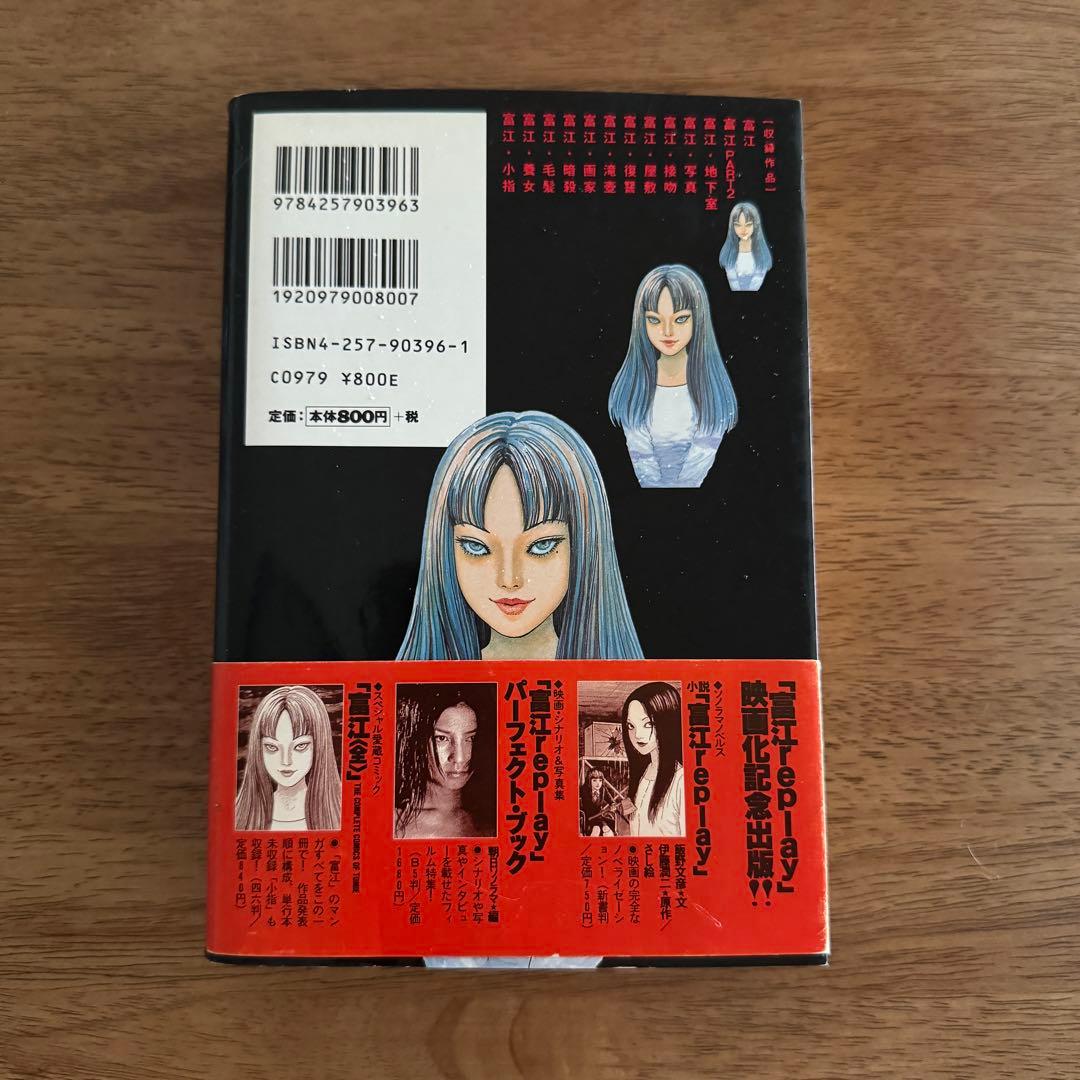 9784257903963
1920979008007
ISBN4-257-90396-1
C0979 ¥800E
定価:本体800円+税
【収録作品】
富江
富江PART2
富江・地下室
富江・写真
富江・接吻
富江・屋敷
富江・復讐
富江・滝壺
富江・画家
富江・暗殺
富江・毛髪
富江・養女
富江・小指
「富江replay」
映画化記念出版!!
◆ソノラマノベルス
小説「富江replay」
飯野文彦★文
伊藤潤二★原作/
さし絵
●映画の完全な
ノベライゼーシ
ョン!〈新書判
/定価750円〉
◆映画・シナリオ&写真集
「富江replay」
パーフェクト・ブック
朝日ソノラマ★編
●シナリオや写
真やインタビュ
ーを載せたフィ
ルム特集!
〈B5判/定価
1680円〉
◆スペシャル愛蔵コミック
「富江〈全〉」
THE COMPLETE COMICS OF TOMIE
●「富江」のマン
ガすべてをこの一
冊で! 作品発表
順に構成、単行本
未収録「小指」も
収録!〈四六判/
定価840円〉